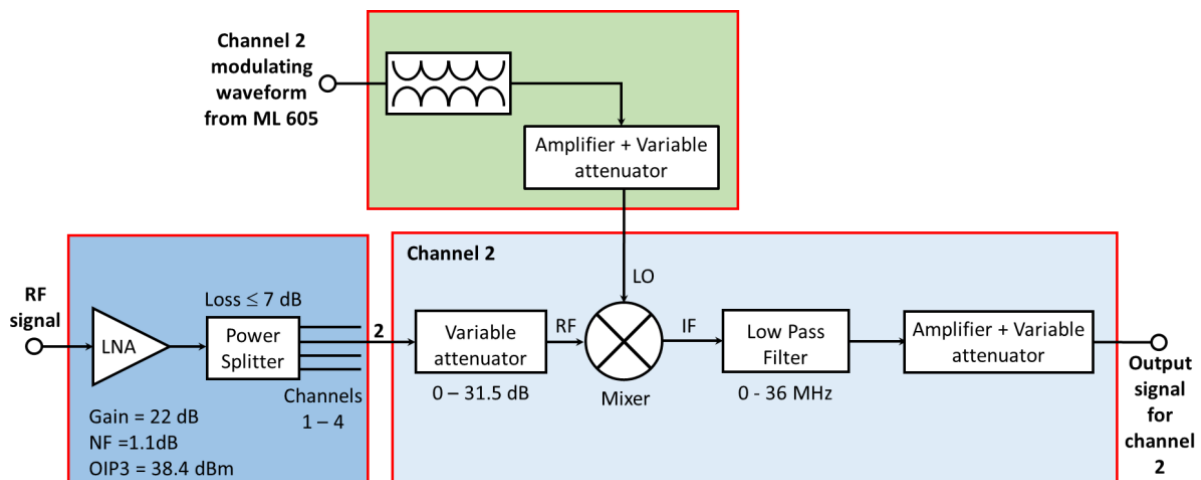 Channel 2
modulating
waveform
from ML 605
Amplifier + Variable
attenuator
Channel 2
LO
RF
signal
LNA
Loss ≤ 7 dB
Power
Splitter
2
Channels
1 – 4
Gain = 22 dB
NF =1.1dB
OIP3 = 38.4 dBm
Variable
attenuator
0 – 31.5 dB
RF
Mixer
IF
Low Pass
Filter
0 - 36 MHz
Amplifier + Variable
attenuator
Output
signal for
channel
2